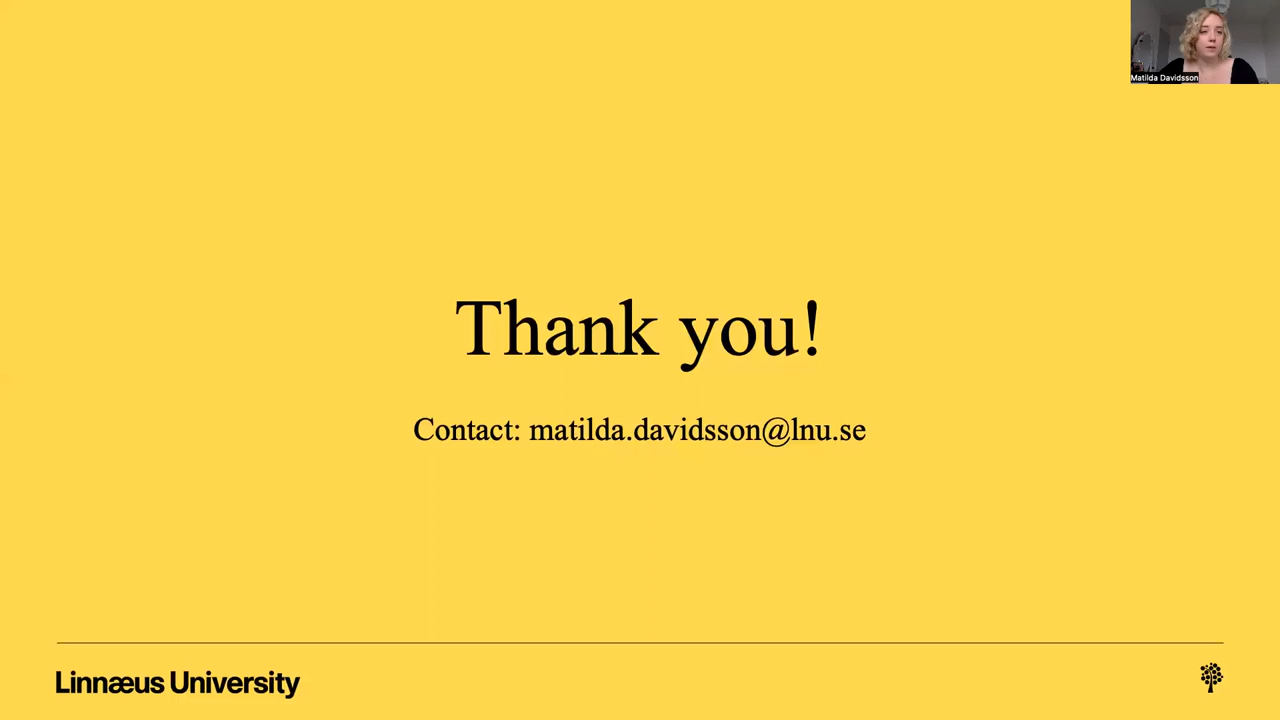 Matilda Davidsson
Thank you!
Contact: matilda.davidsson@lnu.se
Linnæus University